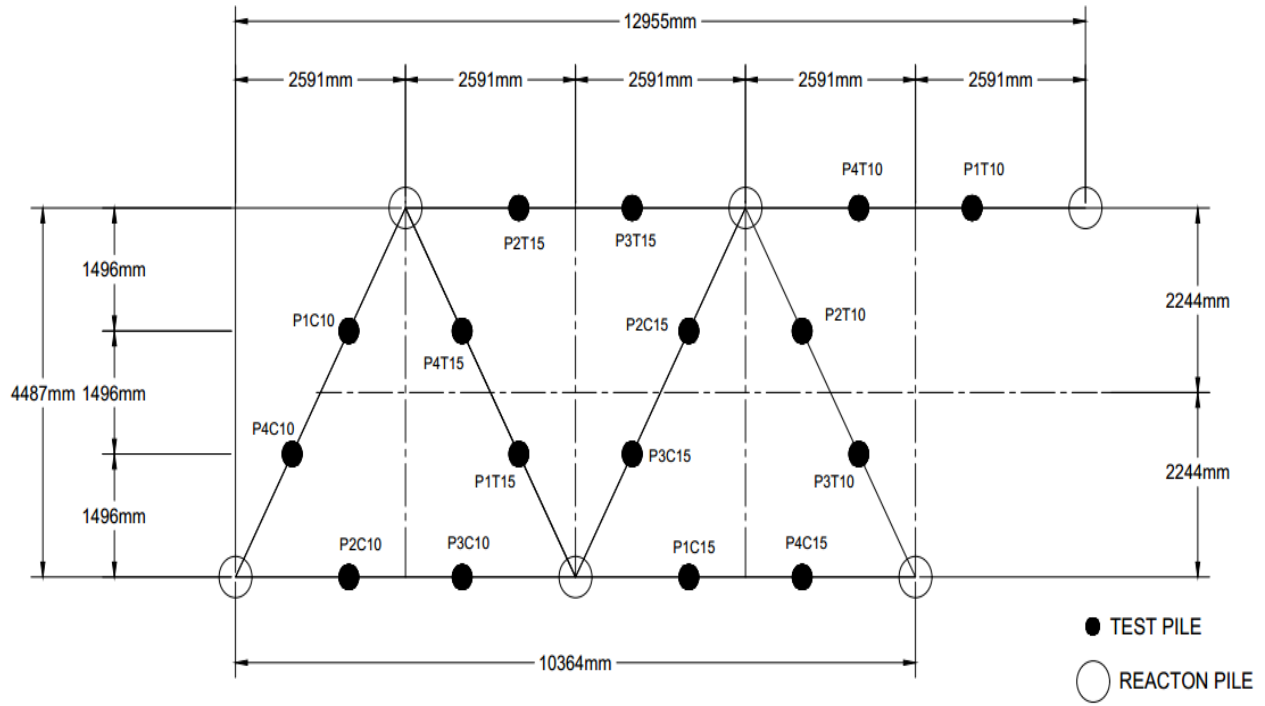 12955mm
2591mm 2591mm 2591mm 2591mm 2591mm
P4T10 P1T10
P2T15 P3T15
1496mm
2244mm
P1C10 P2C15 P2T10
P4T15
4487mm 1496mm
P4C10 P3C15
P1T15 P3T10
2244mm
1496mm
P2C10 P3C10 P1C15 P4C15
TEST PILE
10364mm
REACTON PILE